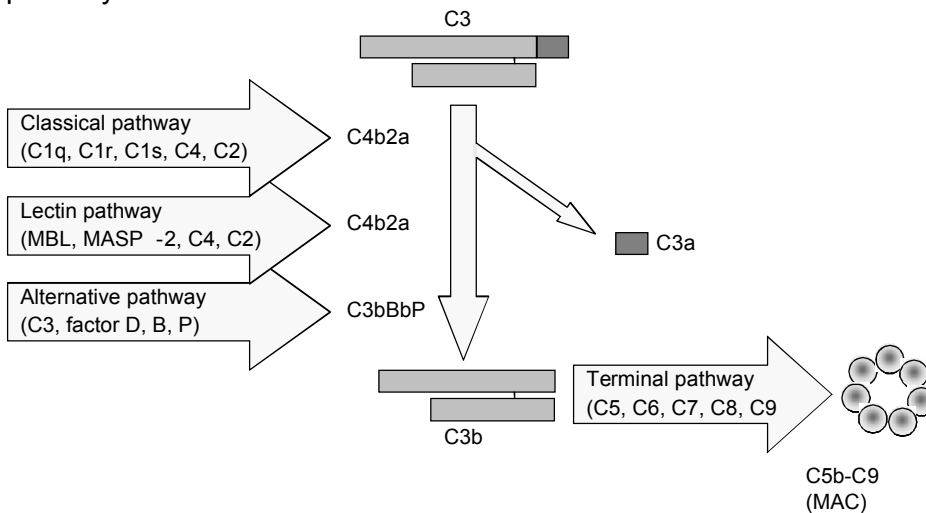 C3
Classical pathway
(C1q, C1r, C1s, C4, C2)
C4b2a
Lectin pathway
(MBL, MASP -2, C4, C2)
C4b2a
C3a
Alternative pathway
(C3, factor D, B, P)
C3bBbP
Terminal pathway
(C5, C6, C7, C8, C9
C3b
C5b-C9
(MAC)